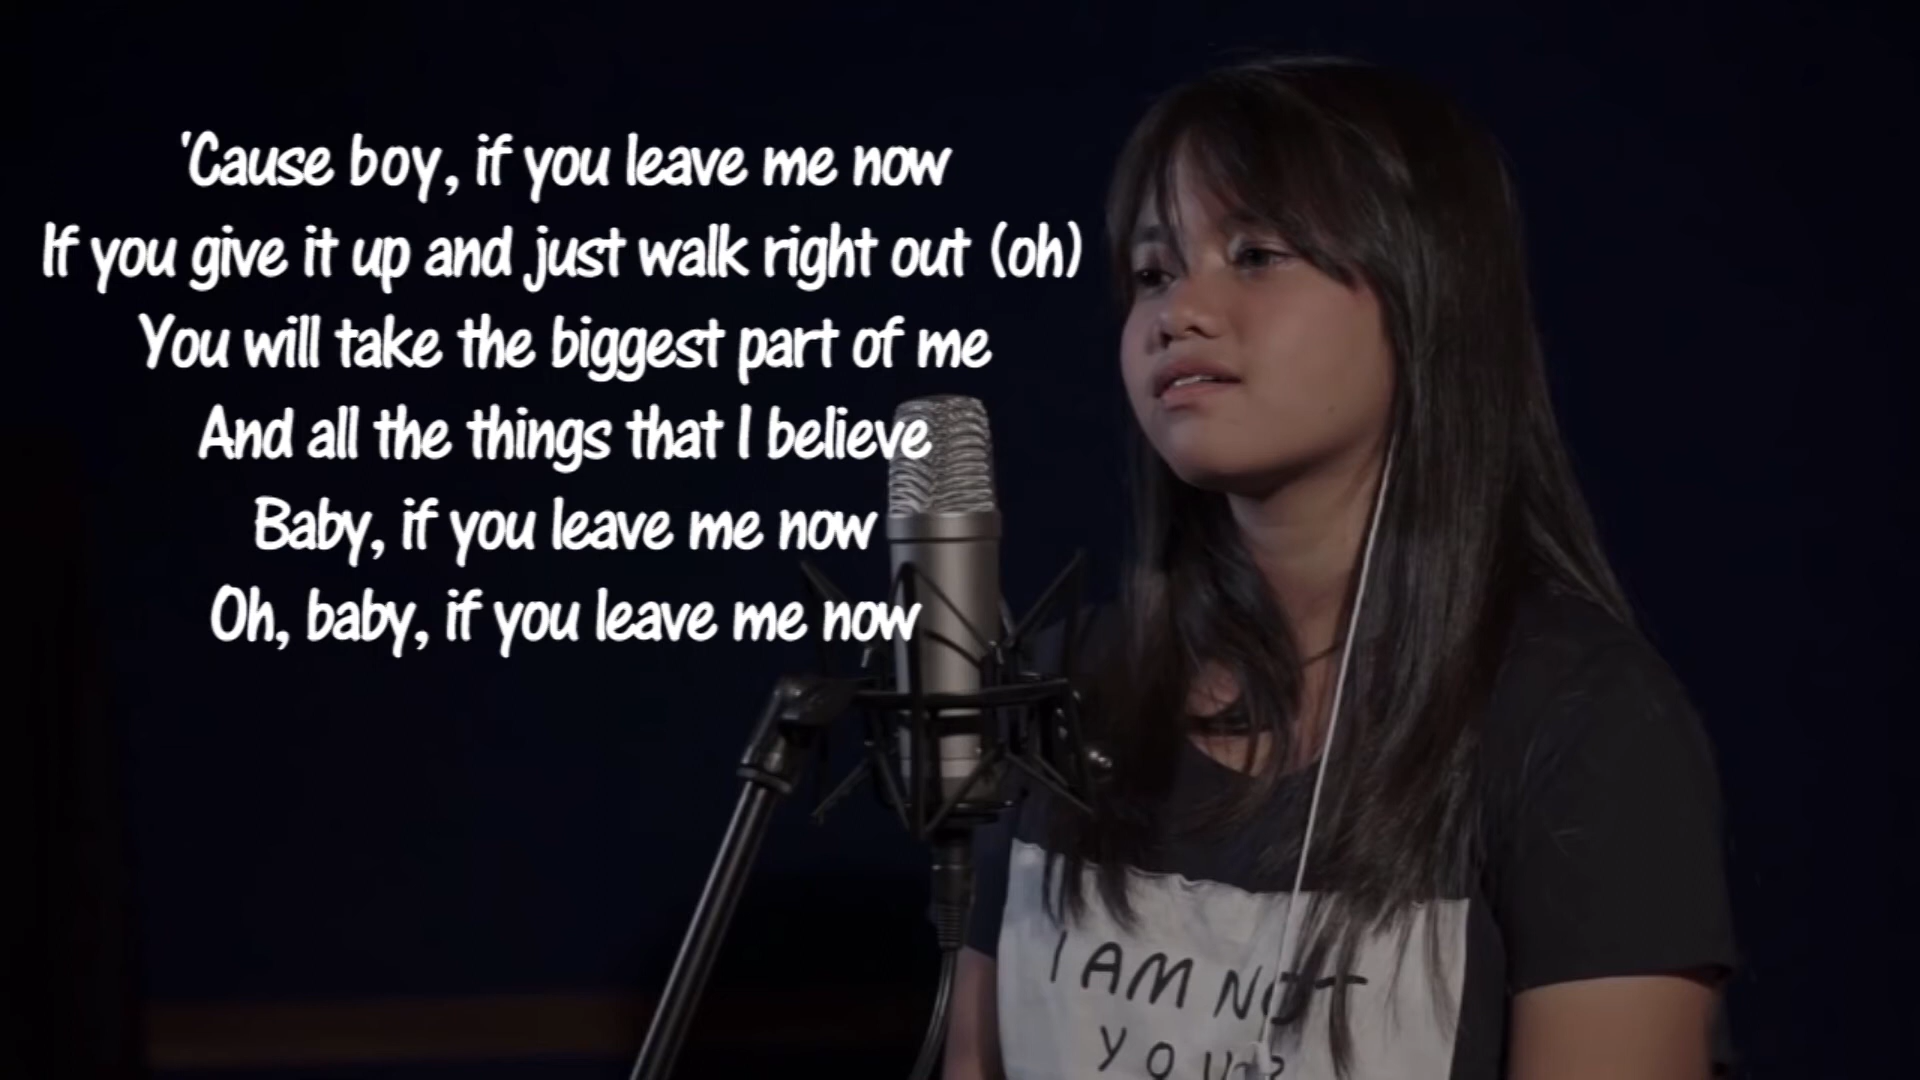 'Cause boy, if you leave me now
If you give it up and just walk right out (oh)
You will take the biggest part of me
And all the things that I believe
Baby, if you leave me now
Oh, baby, if you leave me now
I AM NOT